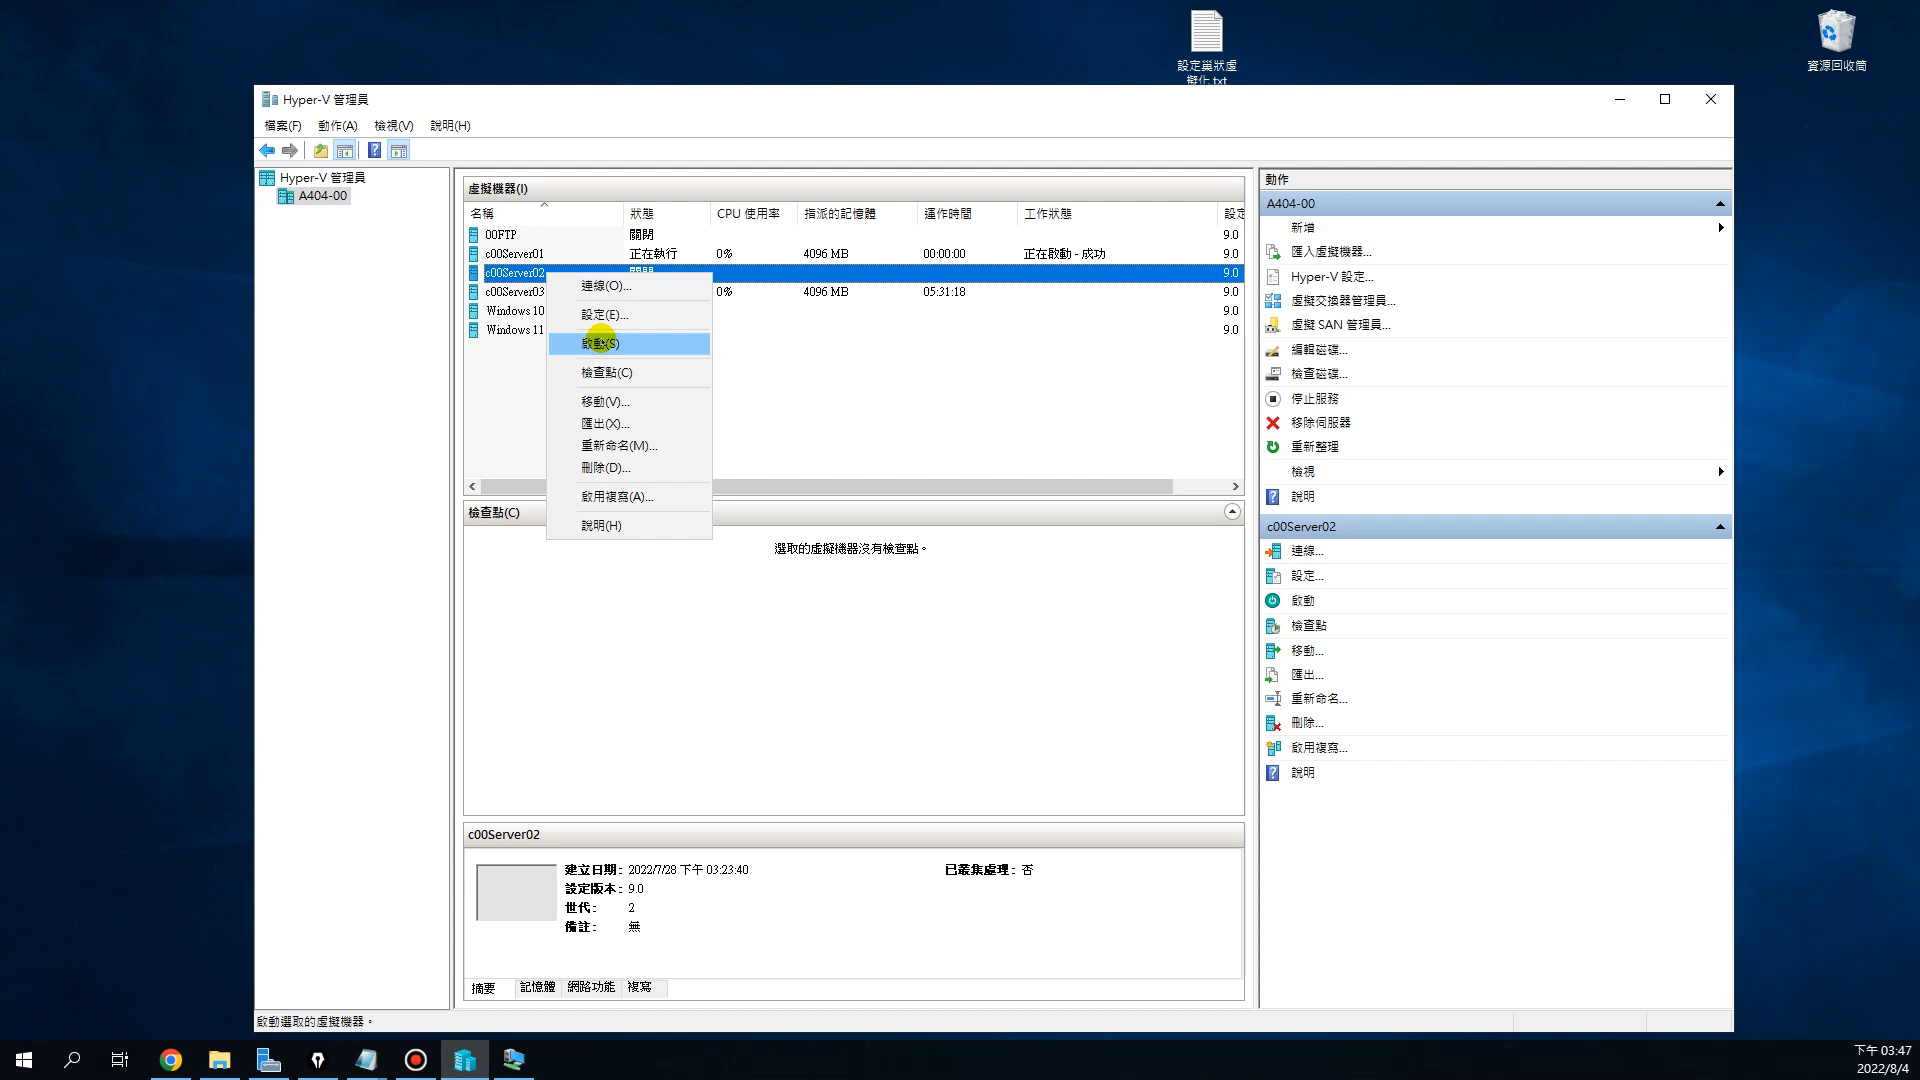 設定巢狀虛
擬化.txt
資源回收筒
Hyper-V 管理員
檔案(F) 動作(A) 檢視(V) 說明(H)
Hyper-V 管理員
A404-00
虛擬機器(I)
名稱 狀態 CPU 使用率 指派的記憶體 運作時間 工作狀態 設定
00FTP 關閉 9.0
c00Server01 正在執行 0% 4096 MB 00:00:00 正在啟動 - 成功 9.0
c00Server02 9.0
c00Server03 0% 4096 MB 05:31:18 9.0
Windows 10 9.0
Windows 11 9.0
連線(O)...
設定(E)...
啟動(S)
檢查點(C)
移動(V)...
匯出(X)...
重新命名(M)...
刪除(D)...
啟用複寫(A)...
說明(H)
檢查點(C)
選取的虛擬機器沒有檢查點。
c00Server02
建立日期: 2022/7/28 下午 03:23:40 已叢集處理: 否
設定版本: 9.0
世代: 2
備註: 無
摘要 記憶體 網路功能 複寫
動作
A404-00
新增
匯入虛擬機器...
Hyper-V 設定...
虛擬交換器管理員...
虛擬 SAN 管理員...
編輯磁碟...
檢查磁碟...
停止服務
移除伺服器
重新整理
檢視
說明
c00Server02
連線...
設定...
啟動
檢查點
移動...
匯出...
重新命名...
刪除...
啟用複寫...
說明
啟動選取的虛擬機器。
下午 03:47
2022/8/4